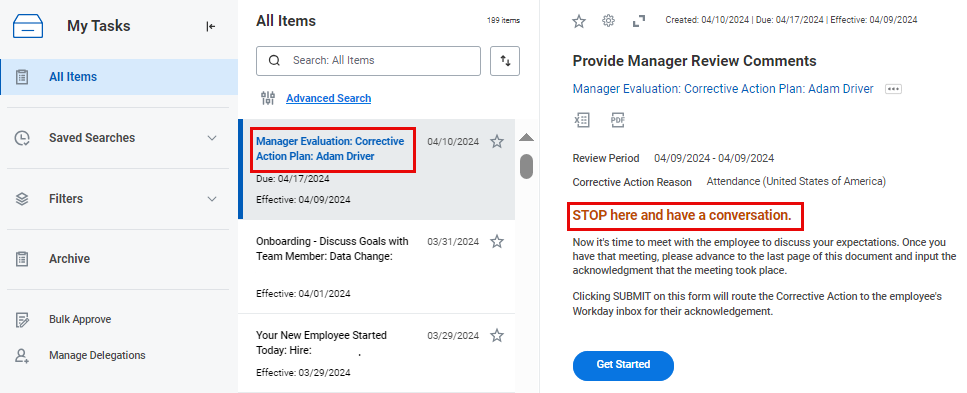 My Tasks
All Items
Saved Searches
Filters
Archive
Bulk Approve
Manage Delegations
All Items
189 items
Search: All Items
Advanced Search
Manager Evaluation: Corrective
Action Plan: Adam Driver
04/10/2024
Due: 04/17/2024
Effective: 04/09/2024
Onboarding - Discuss Goals with
Team Member: Data Change:
03/31/2024
Effective: 04/01/2024
Your New Employee Started
Today: Hire: .
03/29/2024
Effective: 03/29/2024
Created: 04/10/2024 | Due: 04/17/2024 | Effective: 04/09/2024
Provide Manager Review Comments
Manager Evaluation: Corrective Action Plan: Adam Driver
PDF
Review Period 04/09/2024 - 04/09/2024
Corrective Action Reason Attendance (United States of America)
STOP here and have a conversation.
Now it's time to meet with the employee to discuss your expectations. Once you
have that meeting, please advance to the last page of this document and input the
acknowledgment that the meeting took place.
Clicking SUBMIT on this form will route the Corrective Action to the employee's
Workday inbox for their acknowledgement.
Get Started